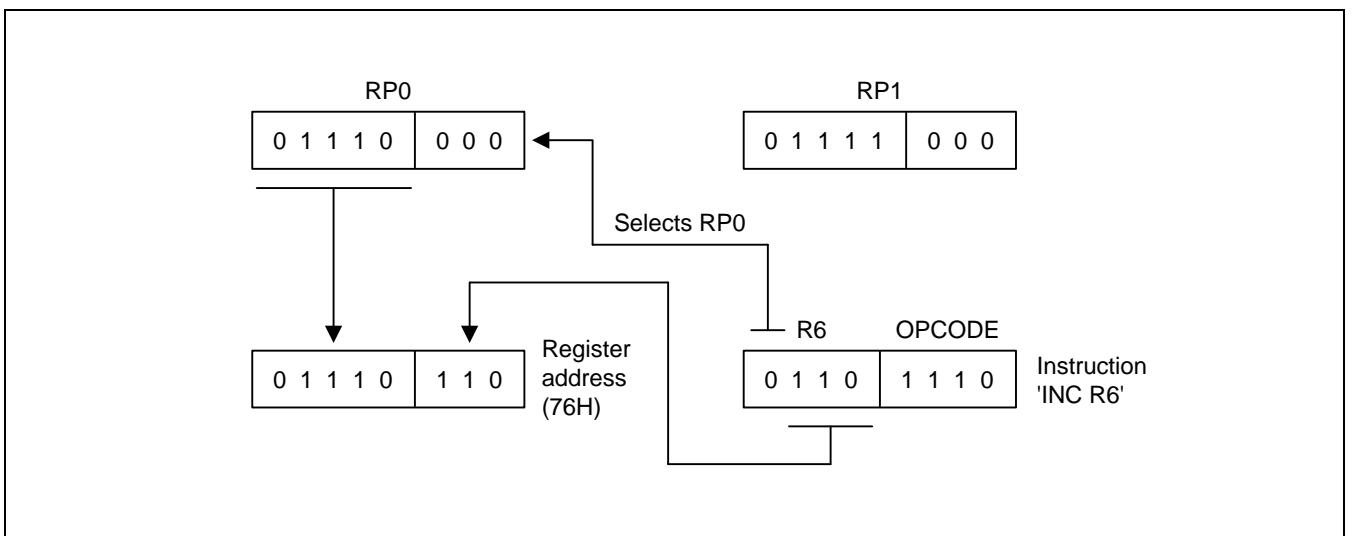 RP0 RP1
0 1 1 1 0 0 0 0 0 1 1 1 1 0 0 0
Selects RP0
R6 OPCODE
0 1 1 1 0 1 1 0 Register
address
(76H) 0 1 1 0 1 1 1 0 Instruction
'INC R6'